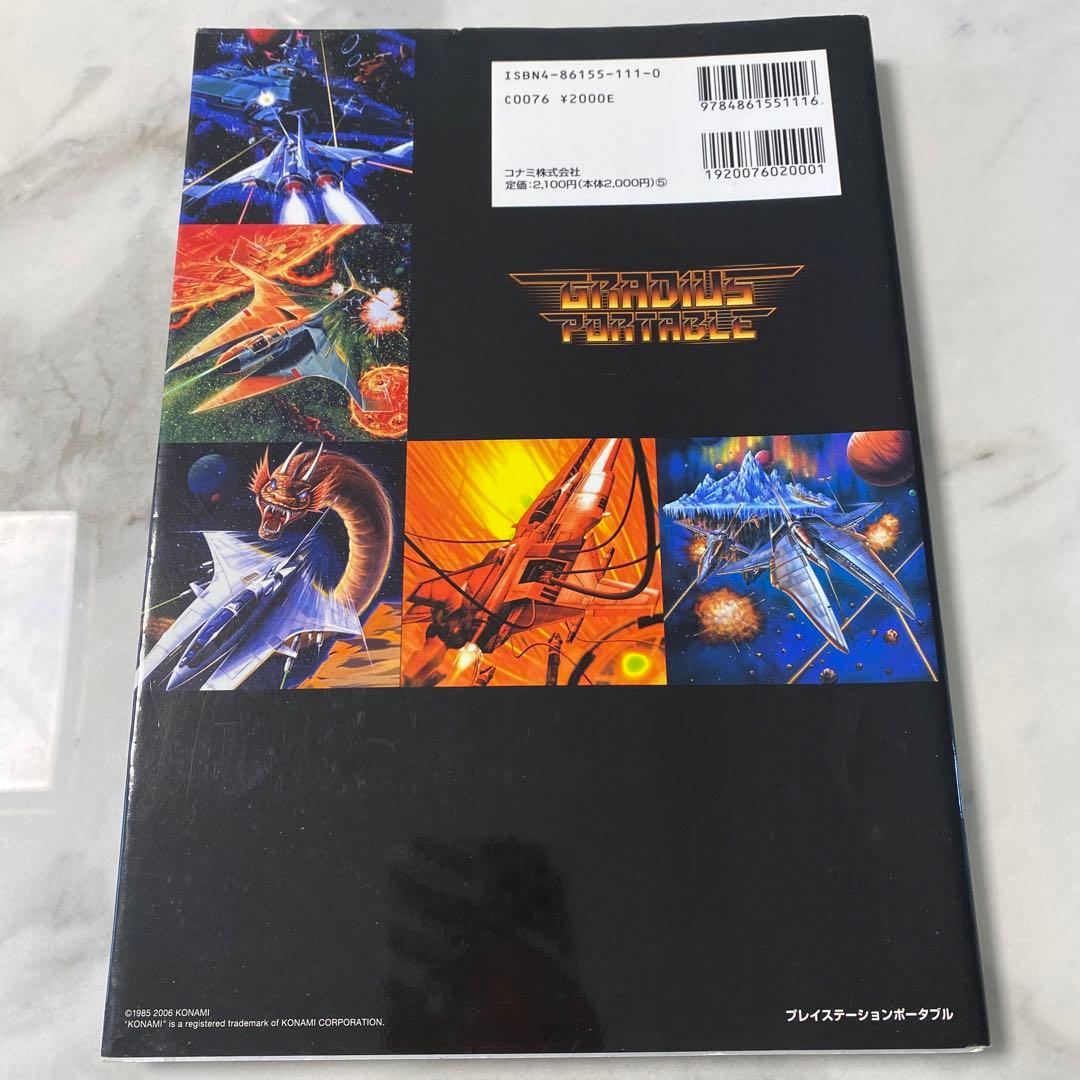 ISBN4-86155-111-0
C0076 ¥2000E
9784861551116
1920076020001
コナミ株式会社
定価:2,100円(本体2,000円)⑤
GRADIUS
PORTABLE
©1985 2006 KONAMI
"KONAMI" is a registered trademark of KONAMI CORPORATION.
プレイステーションポータブル